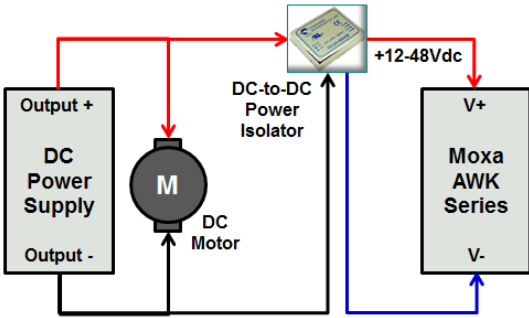 +12-48Vdc
Output +
DC-to-DC
Power
Isolator
V+
DC
Power
Supply
M
Moxa
AWK
Series
DC
Motor
Output -
V-